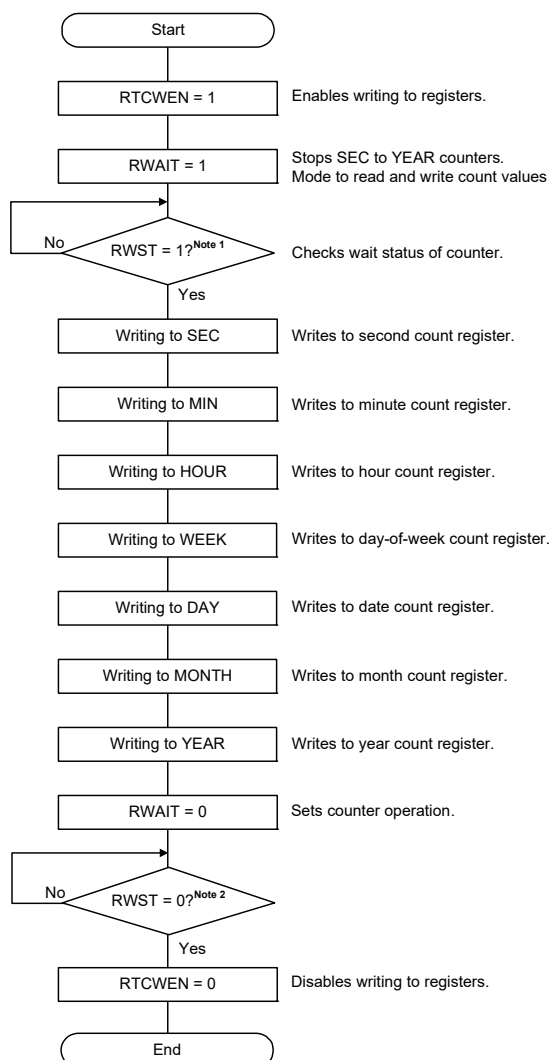 Start
RTCWEN = 1
Enables writing to registers.
RWAIT = 1
Stops SEC to YEAR counters.
Mode to read and write count values
No
RWST = 1?Note 1
Checks wait status of counter.
Yes
Writing to SEC
Writes to second count register.
Writing to MIN
Writes to minute count register.
Writing to HOUR
Writes to hour count register.
Writing to WEEK
Writes to day-of-week count register.
Writing to DAY
Writes to date count register.
Writing to MONTH
Writes to month count register.
Writing to YEAR
Writes to year count register.
RWAIT = 0
Sets counter operation.
No
RWST = 0?Note 2
Yes
RTCWEN = 0
Disables writing to registers.
End